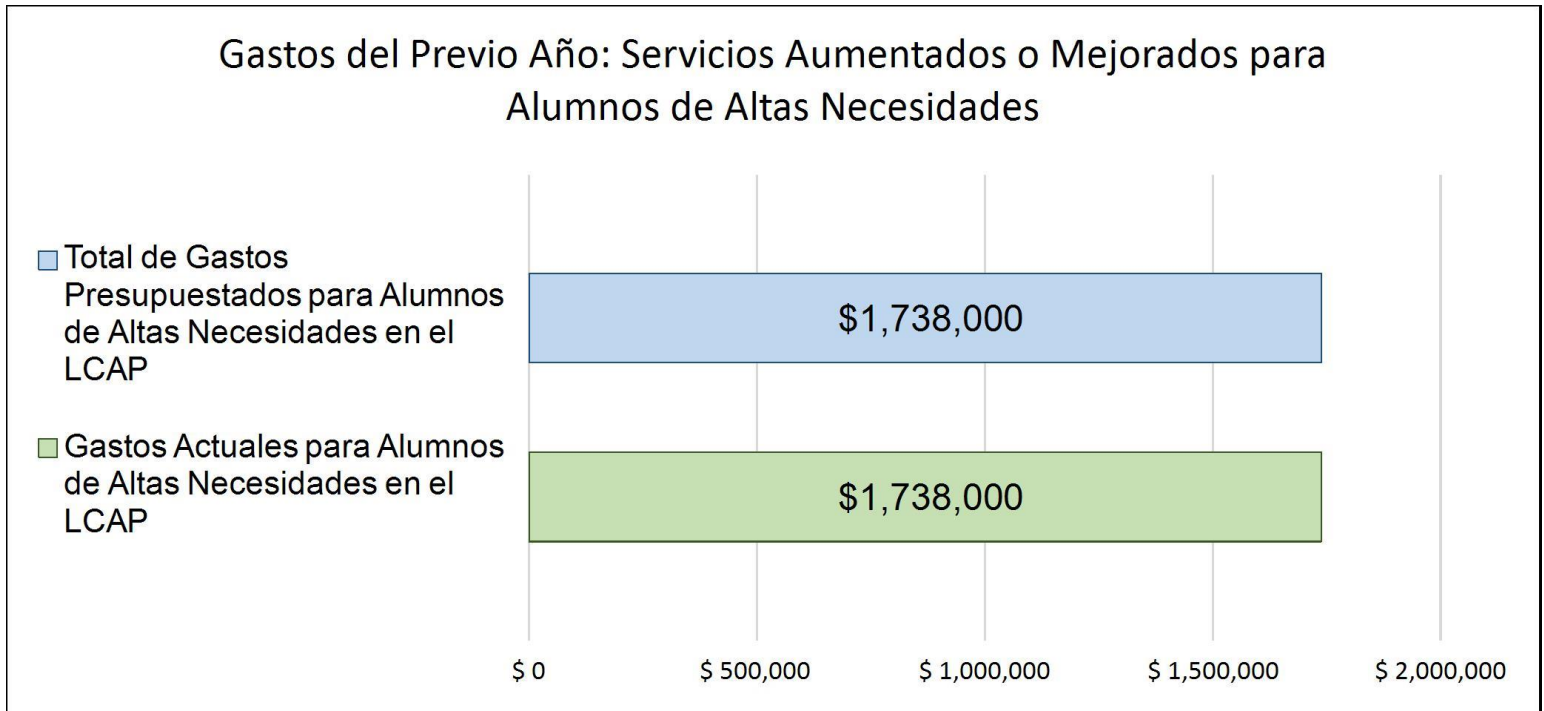 Gastos del Previo Año: Servicios Aumentados o Mejorados para
Alumnos de Altas Necesidades
Total de Gastos
Presupuestados para Alumnos
de Altas Necesidades en el
LCAP
$1,738,000
Gastos Actuales para Alumnos
de Altas Necesidades en el
LCAP
$1,738,000
$ 0
$ 500,000
$ 1,000,000
$ 1,500,000
$ 2,000,000